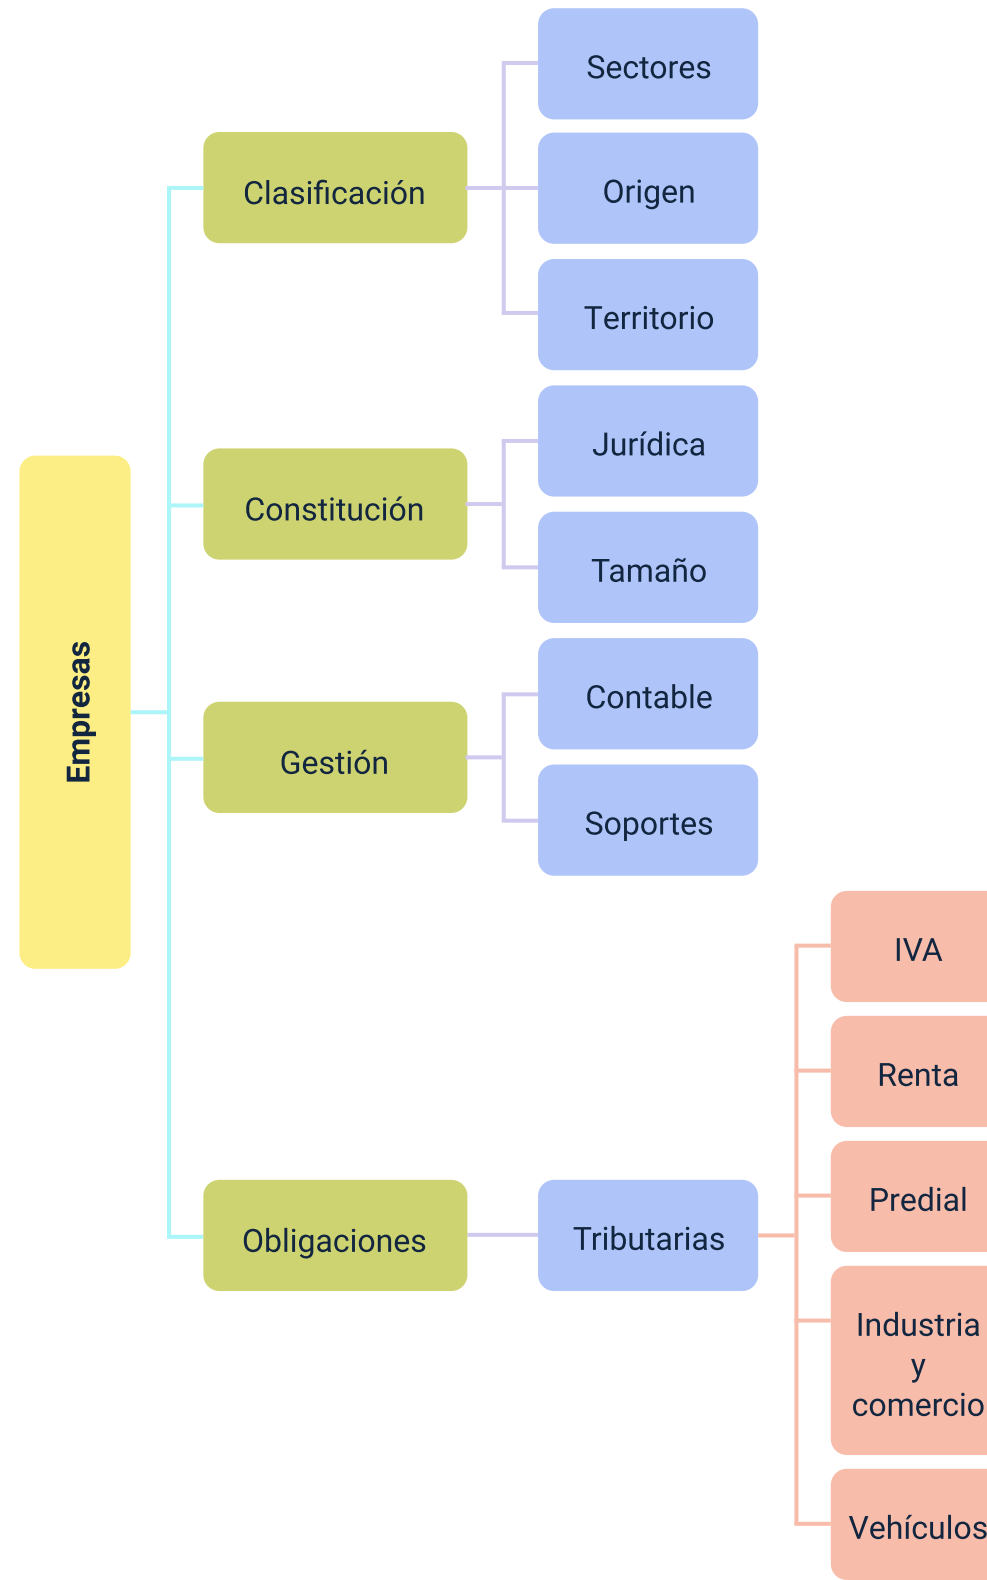 Empresas
Clasificación
Sectores
Origen
Territorio
Constitución
Jurídica
Tamaño
Gestión
Contable
Soportes
Obligaciones
Tributarias
IVA
Renta
Predial
Industria
y
comercio
Vehículos